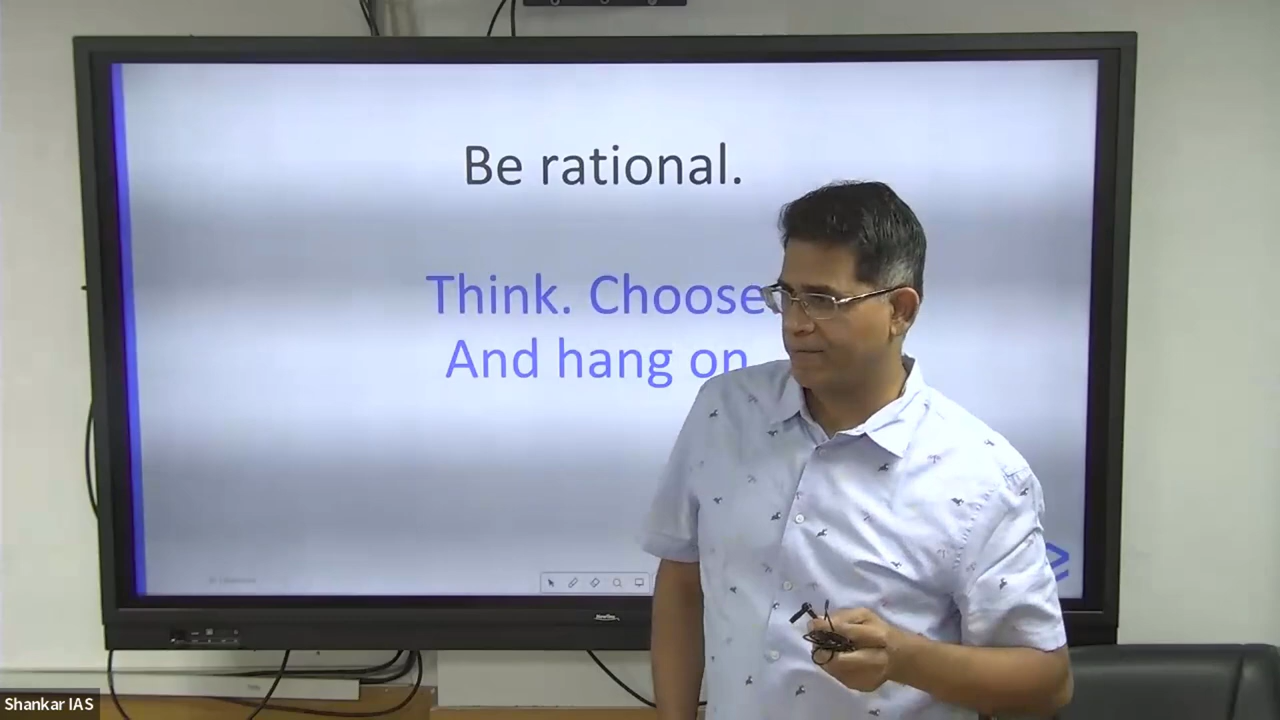 Be rational.
Think. Choose.
And hang on
Shankar IAS